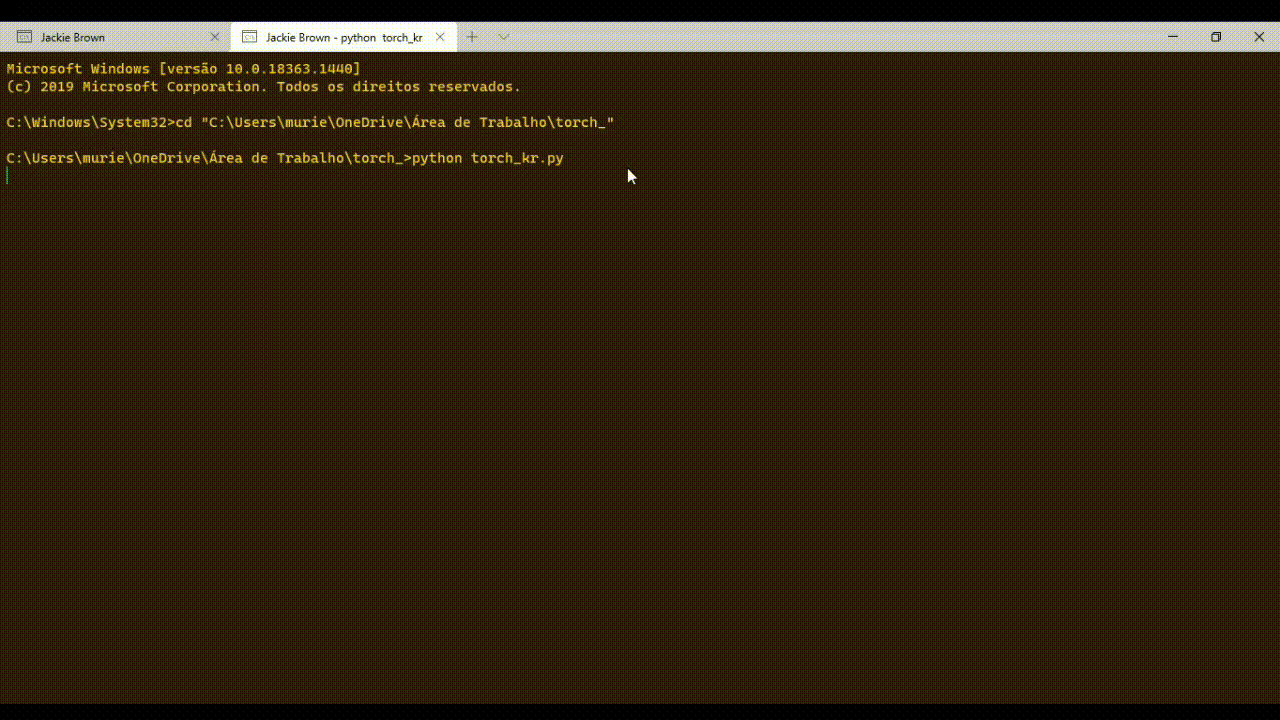 Jackie Brown
Jackie Brown - python torch_kr
Microsoft Windows [versão 10.0.18363.1440]
(c) 2019 Microsoft Corporation. Todos os direitos reservados.
C:\Windows\System32>cd "C:\Users\murie\OneDrive\Área de Trabalho\torch_"
C:\Users\murie\OneDrive\Área de Trabalho\torch_>python torch_kr.py